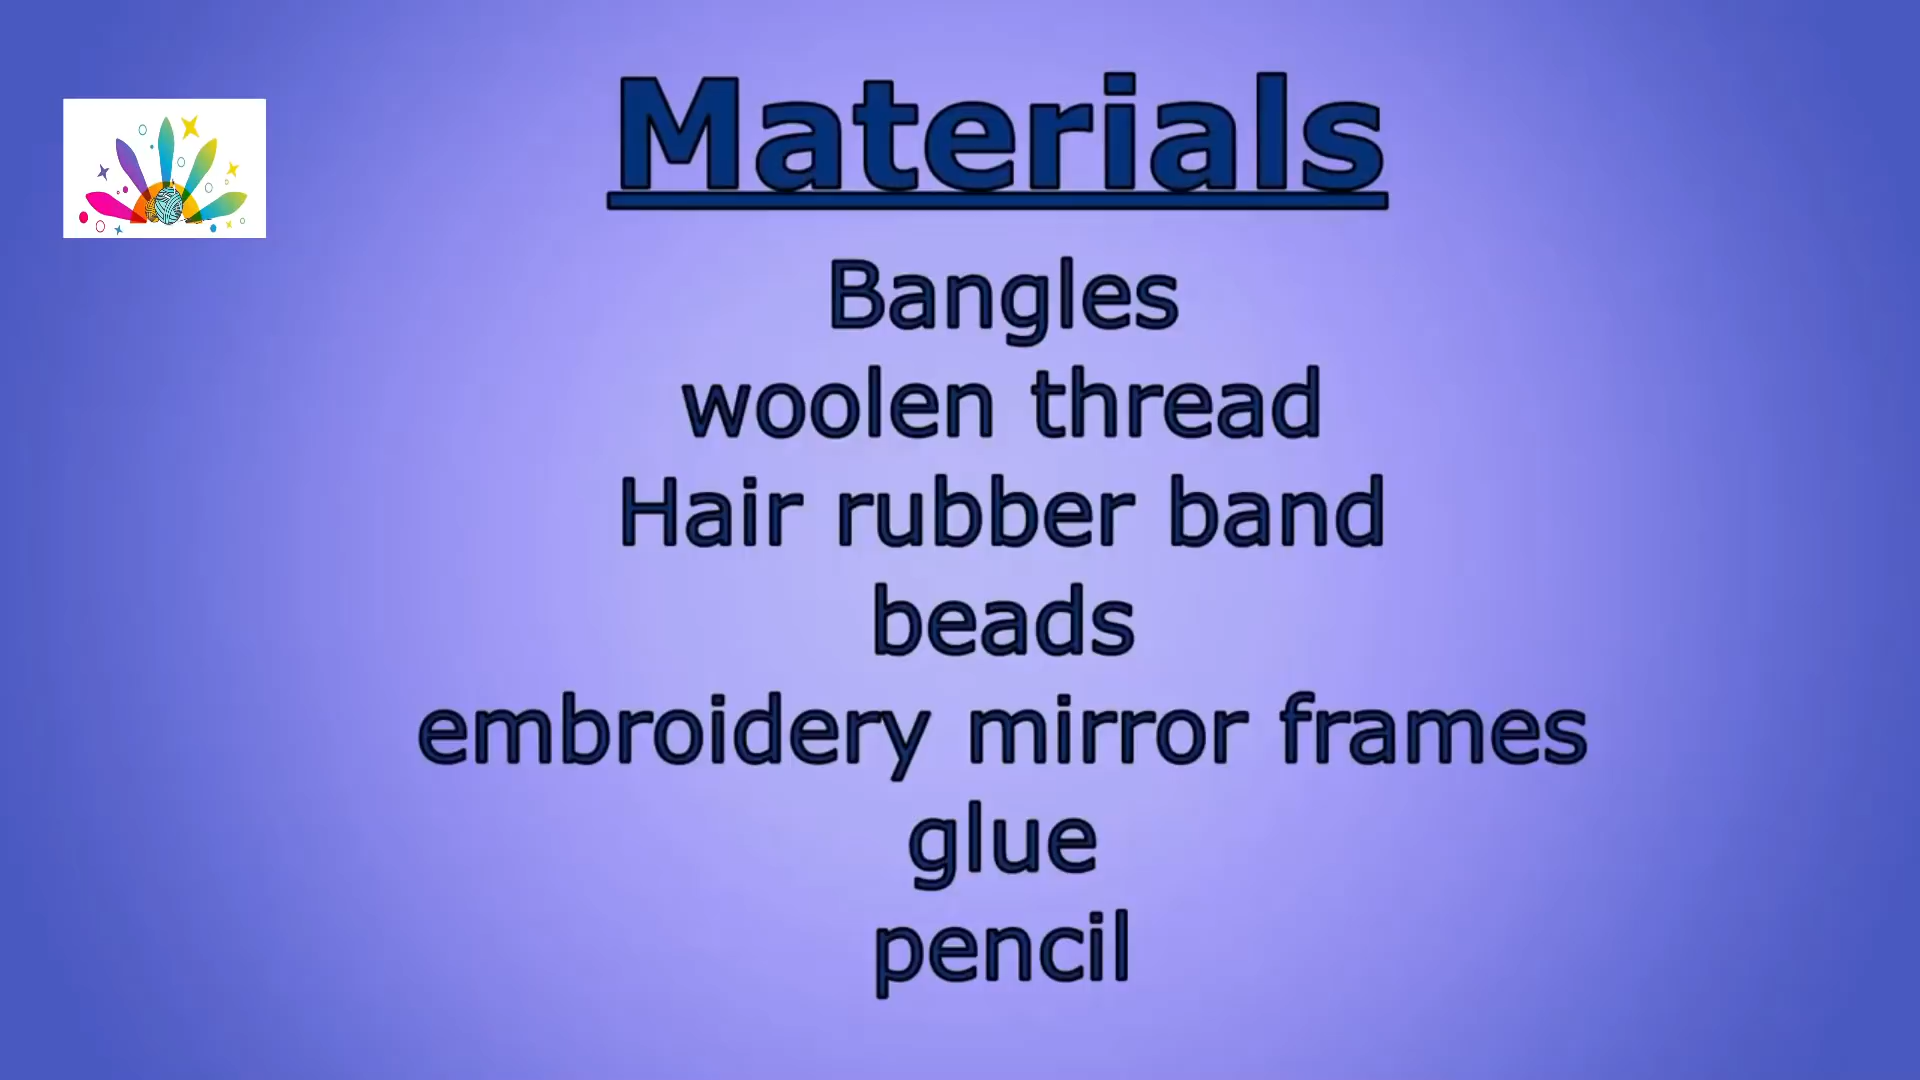 Materials
Bangles
woolen thread
Hair rubber band
beads
embroidery mirror frames
glue
pencil